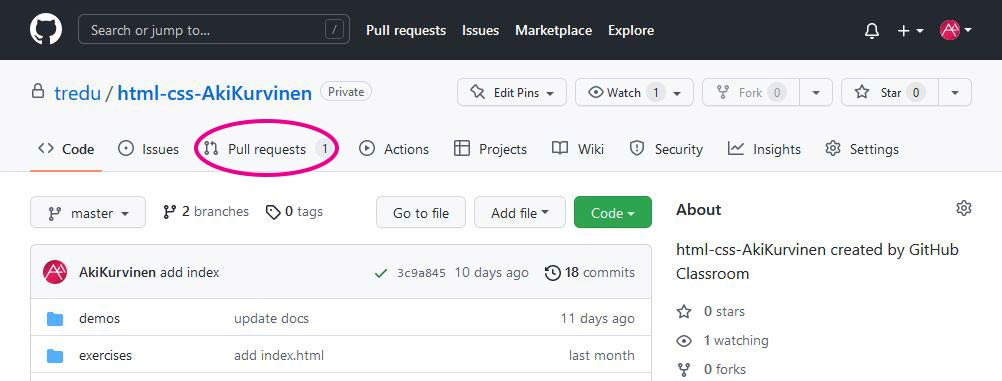 Search or jump to... / Pull requests Issues Marketplace Explore
tredu / html-css-AkiKurvinen Private Edit Pins Watch 1 Fork 0 Star 0
Code Issues Pull requests 1 Actions Projects Wiki Security Insights Settings
master 2 branches 0 tags Go to file Add file Code About
html-css-AkiKurvinen created by GitHub
Classroom
AkiKurvinen add index 3c9a845 10 days ago 18 commits
0 stars
demos update docs 11 days ago
1 watching
exercises add index.html last month
0 forks